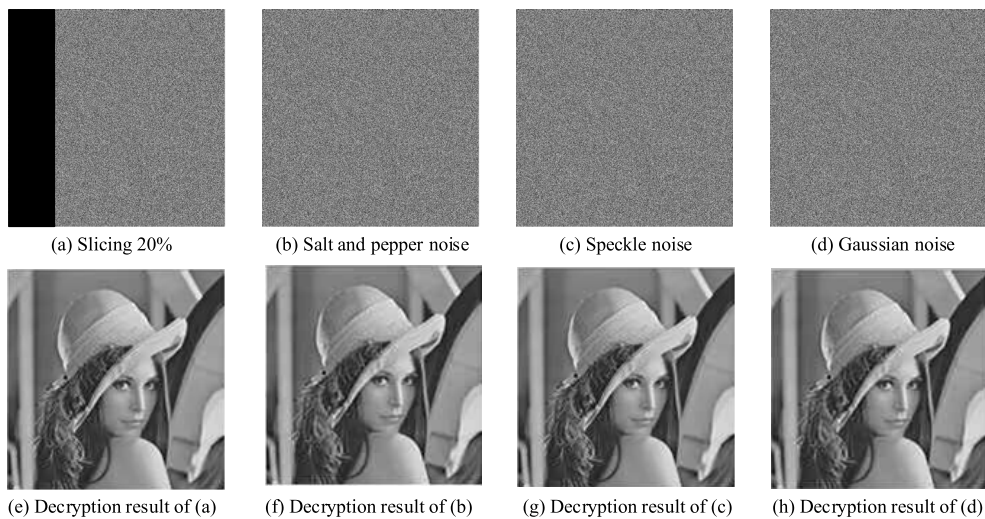 (a) Slicing 20%
(b) Salt and pepper noise
(c) Speckle noise
(d) Gaussian noise
(e) Decryption result of (a)
(f) Decryption result of (b)
(g) Decryption result of (c)
(h) Decryption result of (d)